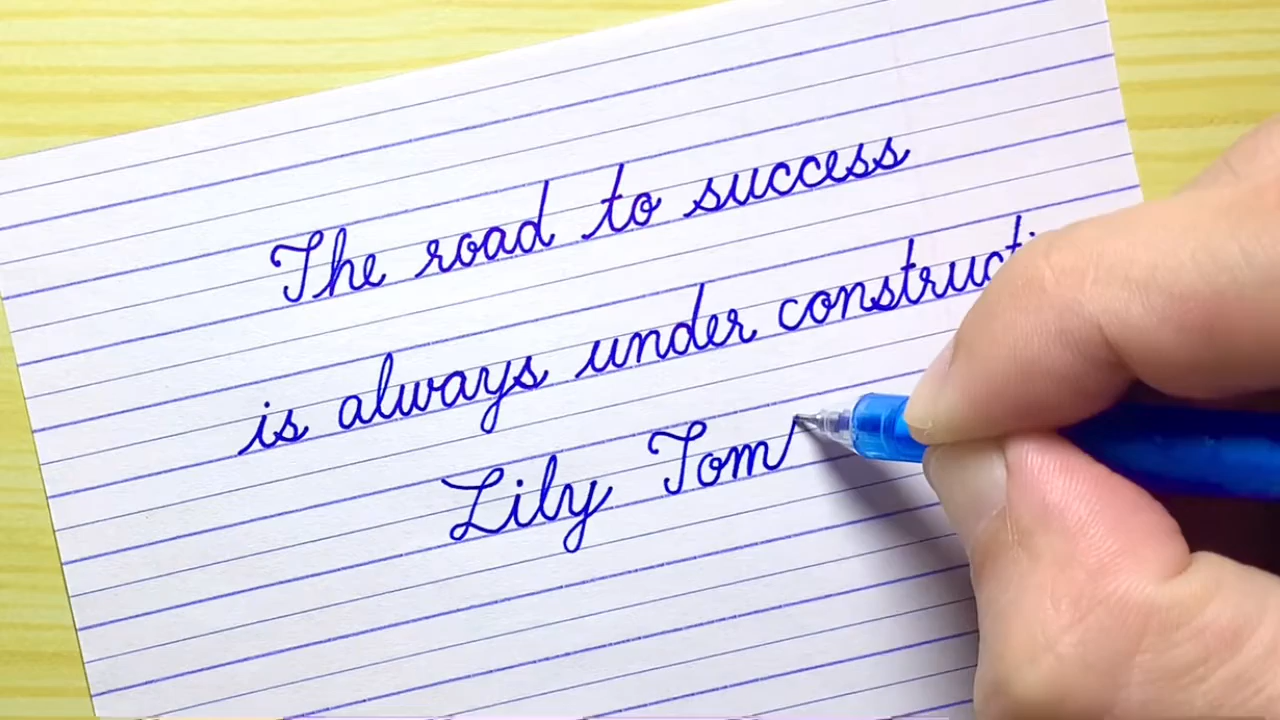 The road to success
is always under constructi
Lily Tom